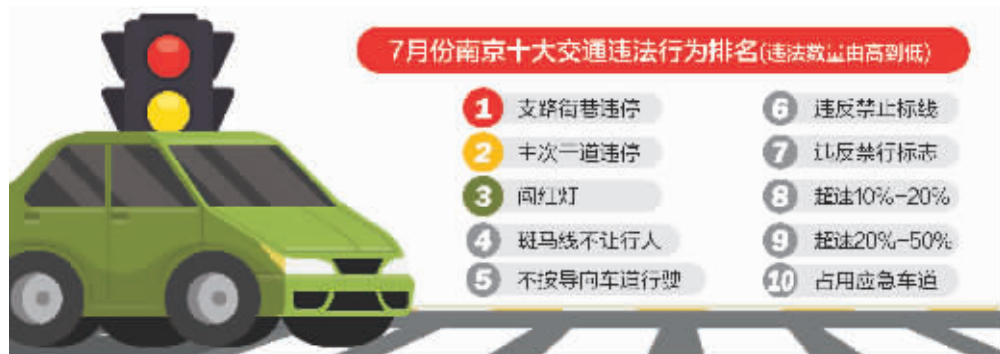 7月份南京十大交通违法行为排名(违法数量由高到低)
1 支路街巷违停
2 主次干道违停
3 闯红灯
4 斑马线不让行人
5 不按导向车道行驶
6 违反禁止标线
7 违反禁行标志
8 超速10%-20%
9 超速20%-50%
10 占用应急车道